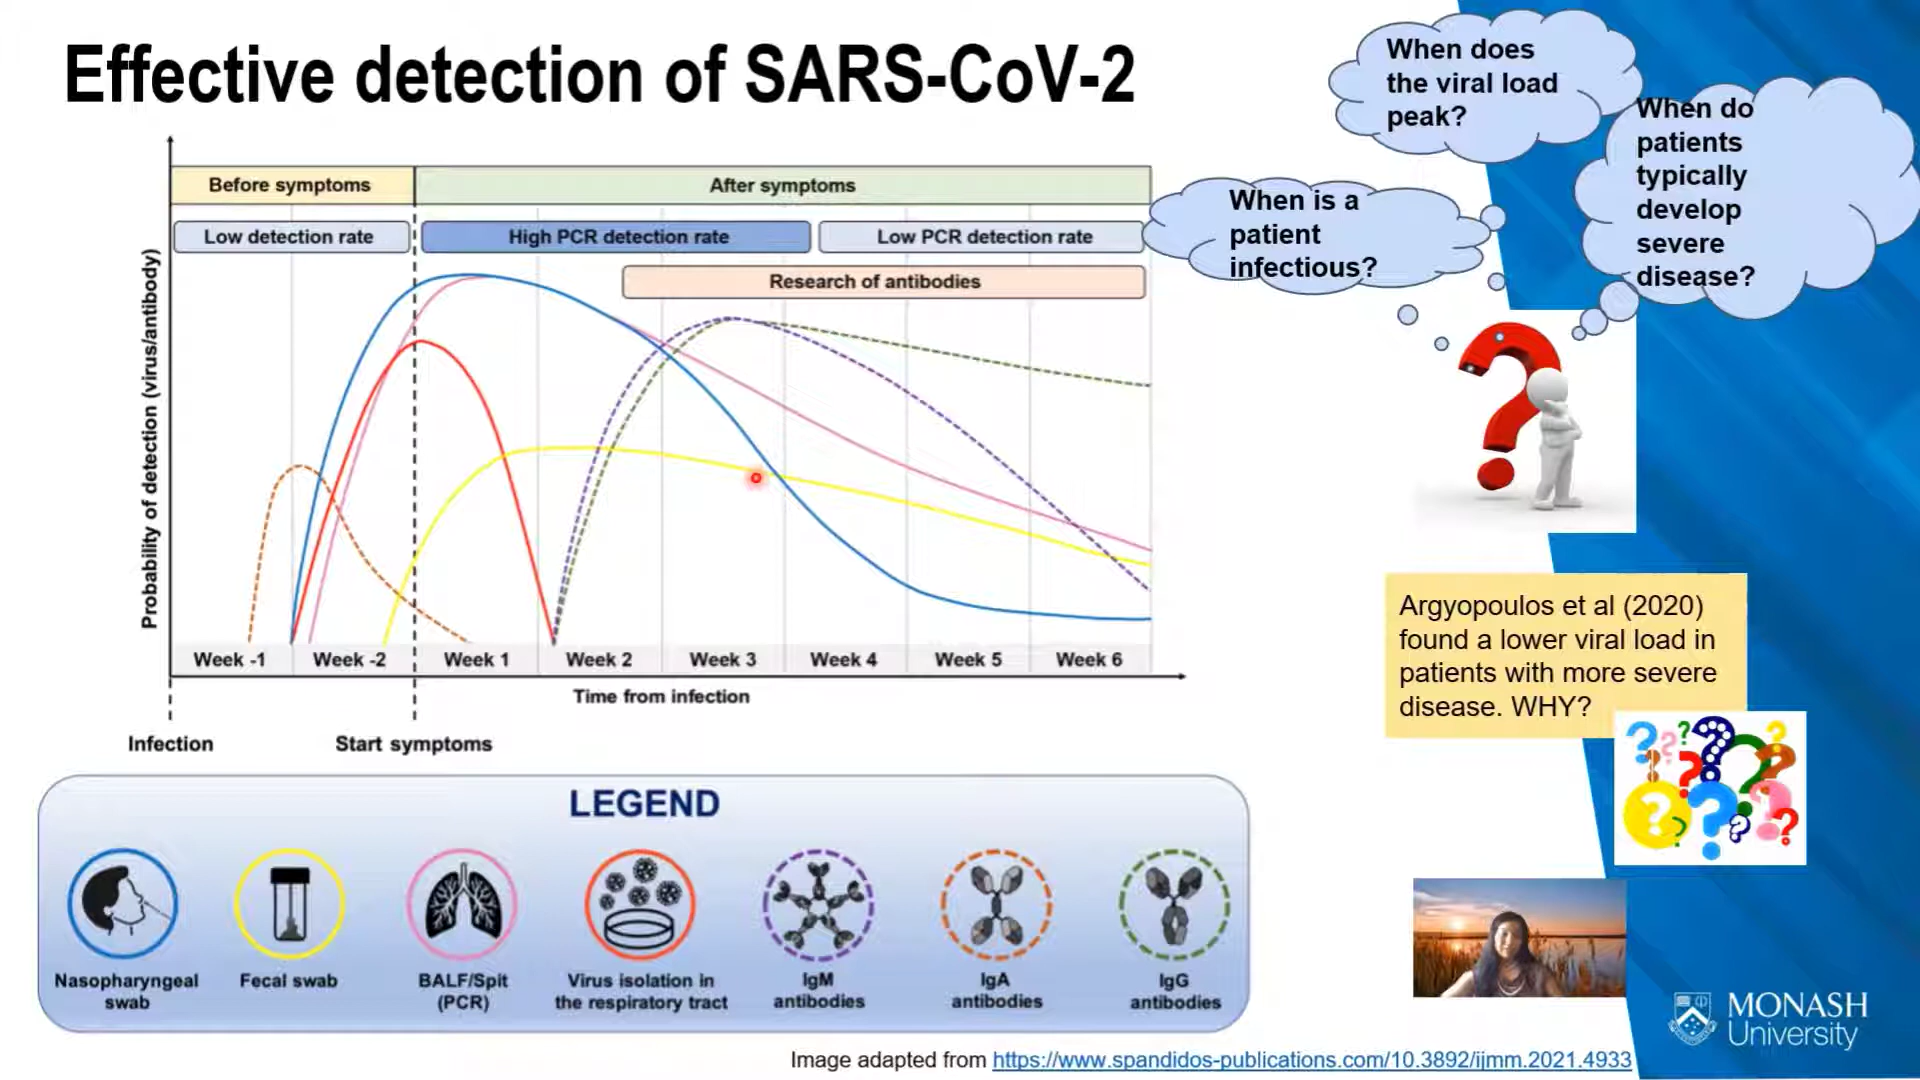 Effective detection of SARS-CoV-2
When does
the viral load
peak?
When do
patients
typically
develop
severe
disease?
When is a
patient
infectious?
Before symptoms
After symptoms
Low detection rate
High PCR detection rate
Low PCR detection rate
Research of antibodies
Probability of detection (virus/antibody)
Week -1
Week -2
Week 1
Week 2
Week 3
Week 4
Week 5
Week 6
Time from infection
Infection
Start symptoms
Argyopoulos et al (2020)
found a lower viral load in
patients with more severe
disease. WHY?
LEGEND
Nasopharyngeal
swab
Fecal swab
BALF/Spit
(PCR)
Virus isolation in
the respiratory tract
IgM
antibodies
IgA
antibodies
IgG
antibodies
MONASH
University
Image adapted from https://www.spandidos-publications.com/10.3892/ijmm.2021.4933